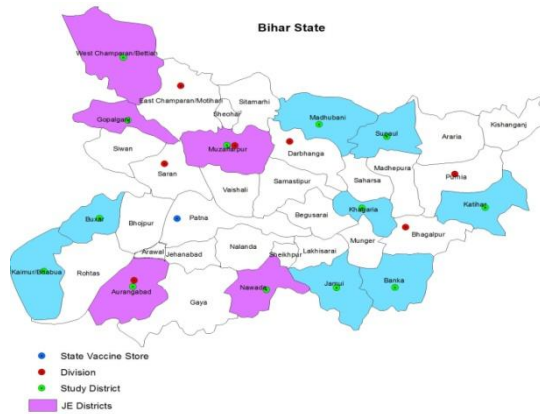 Bihar State
West Champaran/Bettiah
East Champaran/Motihari
Sitamarhi
Sheohar
Gopalganj
Madhubani
Supaul
Araria
Kishanganj
Siwan
Muzaffarpur
Darbhanga
Saran
Vaishali
Samastipur
Saharsa
Madhepura
Purnia
Katihar
Buxar
Bhojpur
Patna
Begusarai
Khagaria
Bhagalpur
Kaimur/Bhabua
Rohtas
Arawal
Jehanabad
Nalanda
Sheikhpur
Lakhisarai
Munger
Aurangabad
Gaya
Nawada
Jamui
Banka
State Vaccine Store
Division
Study District
JE Districts